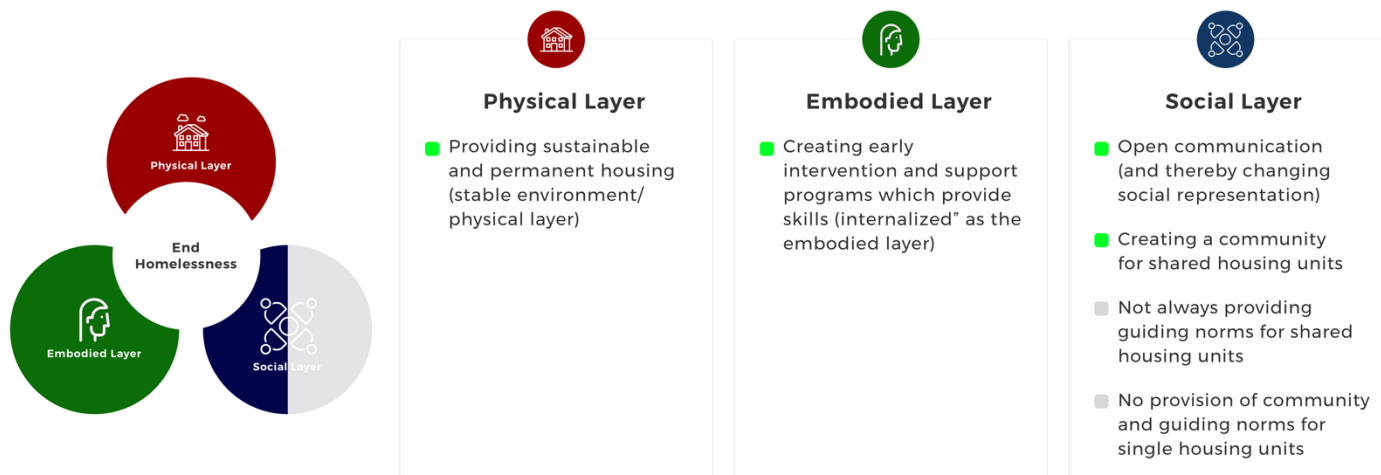 Physical Layer
End
Homelessness
Embodied Layer
Social Layer
Physical Layer
Providing sustainable
and permanent housing
(stable environment/
physical layer)
Embodied Layer
Creating early
intervention and support
programs which provide
skills (internalized” as the
embodied layer)
Social Layer
Open communication
(and thereby changing
social representation)
Creating a community
for shared housing units
Not always providing
guiding norms for shared
housing units
No provision of community
and guiding norms for
single housing units